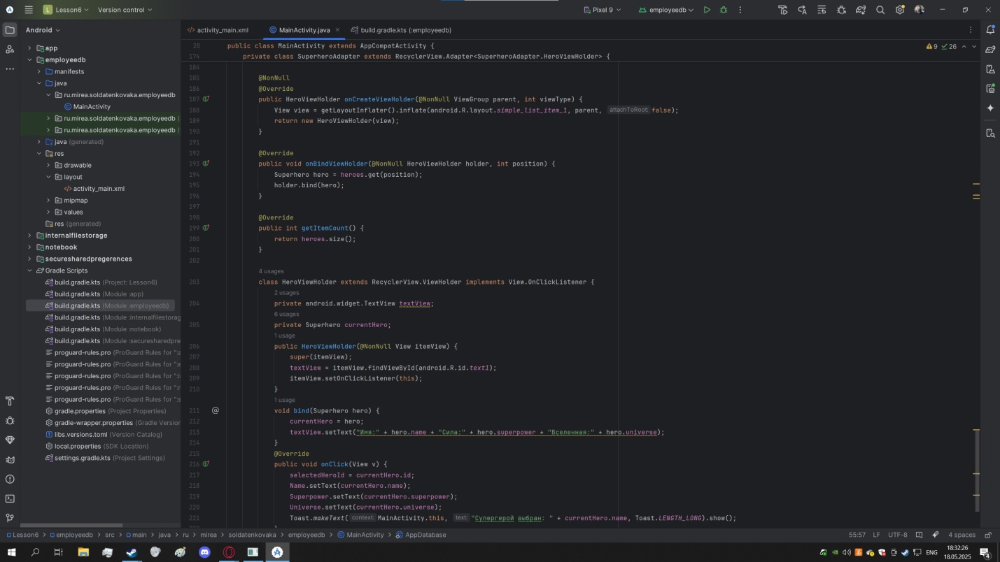 L Lesson6
Version control
Pixel 9
employeedb
Android
activity_main.xml
MainActivity.java
build.gradle.kts (:employeedb)
app
employeedb
manifests
java
ru.mirea.soldatenkovaka.employeedb
MainActivity
ru.mirea.soldatenkovaka.employeedb (
ru.mirea.soldatenkovaka.employeedb (
java (generated)
res
drawable
layout
activity_main.xml
mipmap
values
res (generated)
internalfilestorage
notebook
securesharedpregerences
Gradle Scripts
build.gradle.kts (Project: Lesson6)
build.gradle.kts (Module :app)
build.gradle.kts (Module :employeedb)
build.gradle.kts (Module :internalfilestorag
build.gradle.kts (Module :notebook)
build.gradle.kts (Module :securesharedpre
proguard-rules.pro (ProGuard Rules for ":a
proguard-rules.pro (ProGuard Rules for ":e
proguard-rules.pro (ProGuard Rules for ":i
proguard-rules.pro (ProGuard Rules for ":r
proguard-rules.pro (ProGuard Rules for ":s
gradle.properties (Project Properties)
gradle-wrapper.properties (Gradle Version
libs.versions.toml (Version Catalog)
local.properties (SDK Location)
settings.gradle.kts (Project Settings)
28 public class MainActivity extends AppCompatActivity {
9 26
174 private class SuperheroAdapter extends RecyclerView.Adapter<SuperheroAdapter.HeroViewHolder> {
184
185 @NonNull
186 @Override
187 public HeroViewHolder onCreateViewHolder(@NonNull ViewGroup parent, int viewType) {
188 View view = getLayoutInflater().inflate(android.R.layout.simple_list_item_1, parent, attachToRoot: false);
189 return new HeroViewHolder(view);
190 }
191
192 @Override
193 public void onBindViewHolder(@NonNull HeroViewHolder holder, int position) {
194 Superhero hero = heroes.get(position);
195 holder.bind(hero);
196 }
197
198 @Override
199 public int getItemCount() {
200 return heroes.size();
201 }
202
4 usages
203 class HeroViewHolder extends RecyclerView.ViewHolder implements View.OnClickListener {
2 usages
204 private android.widget.TextView textView;
6 usages
205 private Superhero currentHero;
1 usage
206 public HeroViewHolder(@NonNull View itemView) {
207 super(itemView);
208 textView = itemView.findViewById(android.R.id.text1);
209 itemView.setOnClickListener(this);
210 }
1 usage
211 @ void bind(Superhero hero) {
212 currentHero = hero;
213 textView.setText("Имя:" + hero.name + "Сила:" + hero.superpower + "Вселенная:" + hero.universe);
214 }
215 @Override
216 public void onClick(View v) {
217 selectedHeroId = currentHero.id;
218 Name.setText(currentHero.name);
219 Superpower.setText(currentHero.superpower);
220 Universe.setText(currentHero.universe);
221 Toast.makeText( context: MainActivity.this, text: "Супергерой выбран: " + currentHero.name, Toast.LENGTH_LONG).show();
Lesson6 > employeedb > src > main > java > ru > mirea > soldatenkovaka > employeedb > MainActivity > AppDatabase
55:57 LF UTF-8 4 spaces
ENG
18:32:26
18.05.2025
4